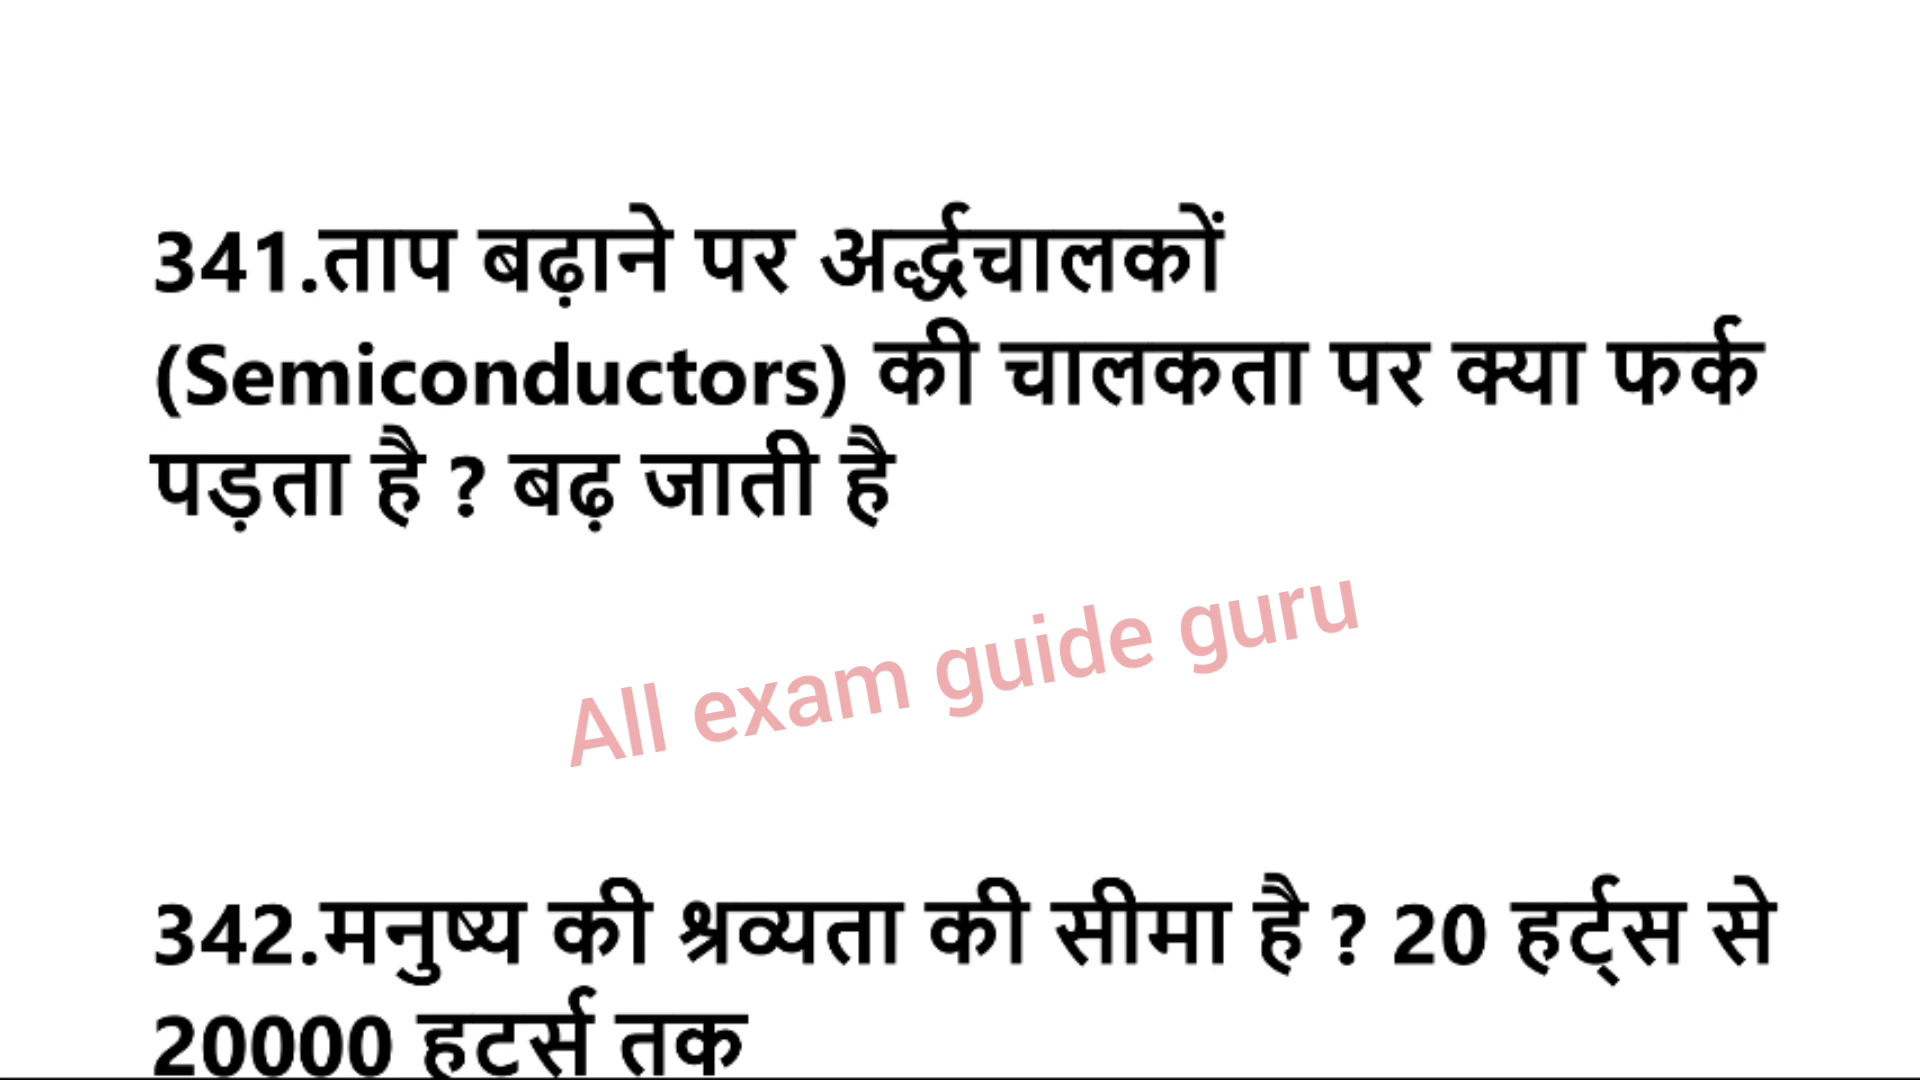 341.ताप बढ़ाने पर अर्द्धचालकों
(Semiconductors) की चालकता पर क्या फर्क
पड़ता है ? बढ़ जाती है
All exam guide guru
342.मनुष्य की श्रव्यता की सीमा है ? 20 हर्ट्स से
20000 हटर्स तक